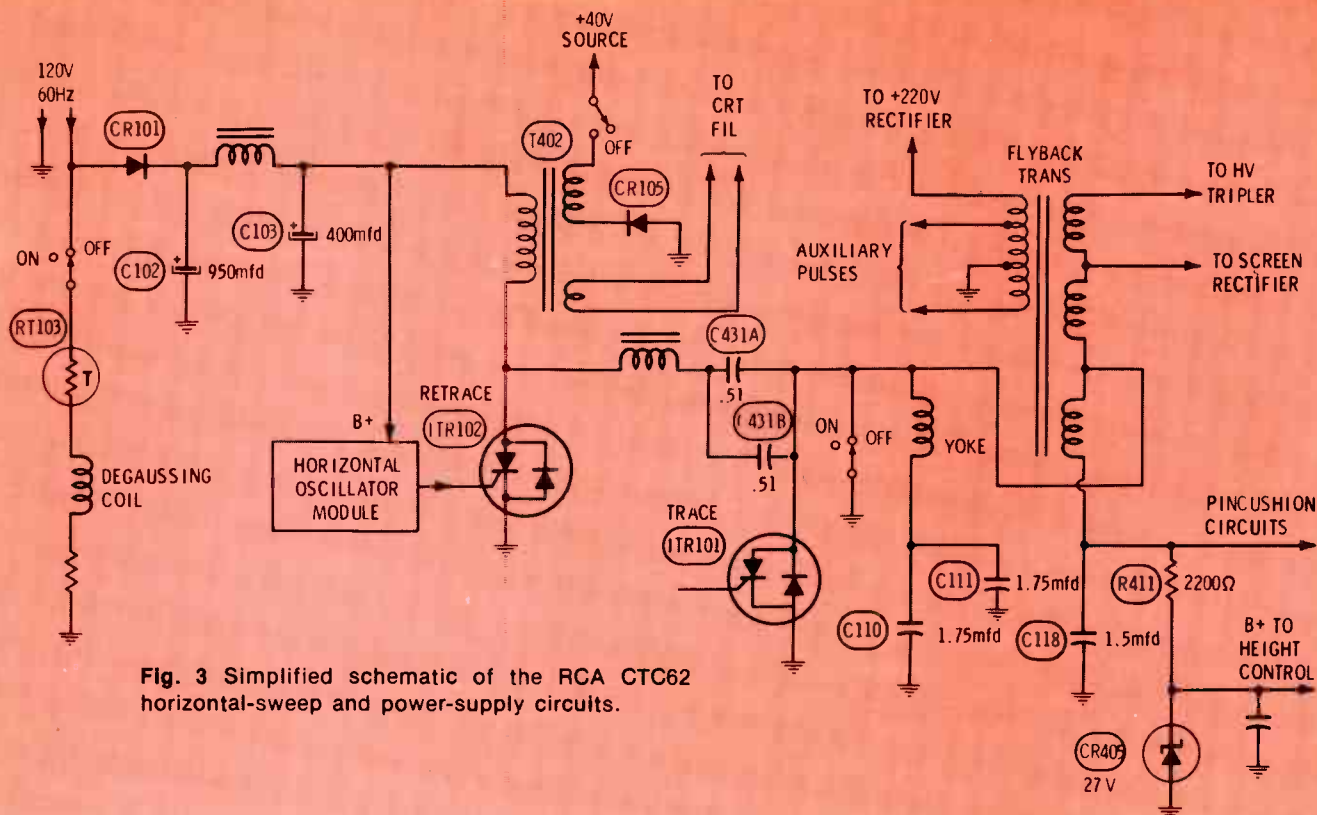 +40V
SOURCE
120V
60Hz
CR101
T402
OFF
TO
CRT
FIL
TO +220V
RECTIFIER
FLYBACK
TRANS
TO HV
TRIPLER
CR105
C103
400mfd
AUXILIARY
PULSES
TO SCREEN
RECTIFIER
ON
OFF
C102
950mfd
RT103
T
C431A
.51
RETRACE
ITR102
B+
C431B
.51
ON
OFF
YOKE
HORIZONTAL
OSCILLATOR
MODULE
DEGAUSSING
COIL
TRACE
ITR101
PINCUSHION
CIRCUITS
C111
1.75mfd
R411
2200Ω
C110
1.75mfd
C118
1.5mfd
B+ TO
HEIGHT
CONTROL
Fig. 3 Simplified schematic of the RCA CTC62
horizontal-sweep and power-supply circuits.
CR405
27 V